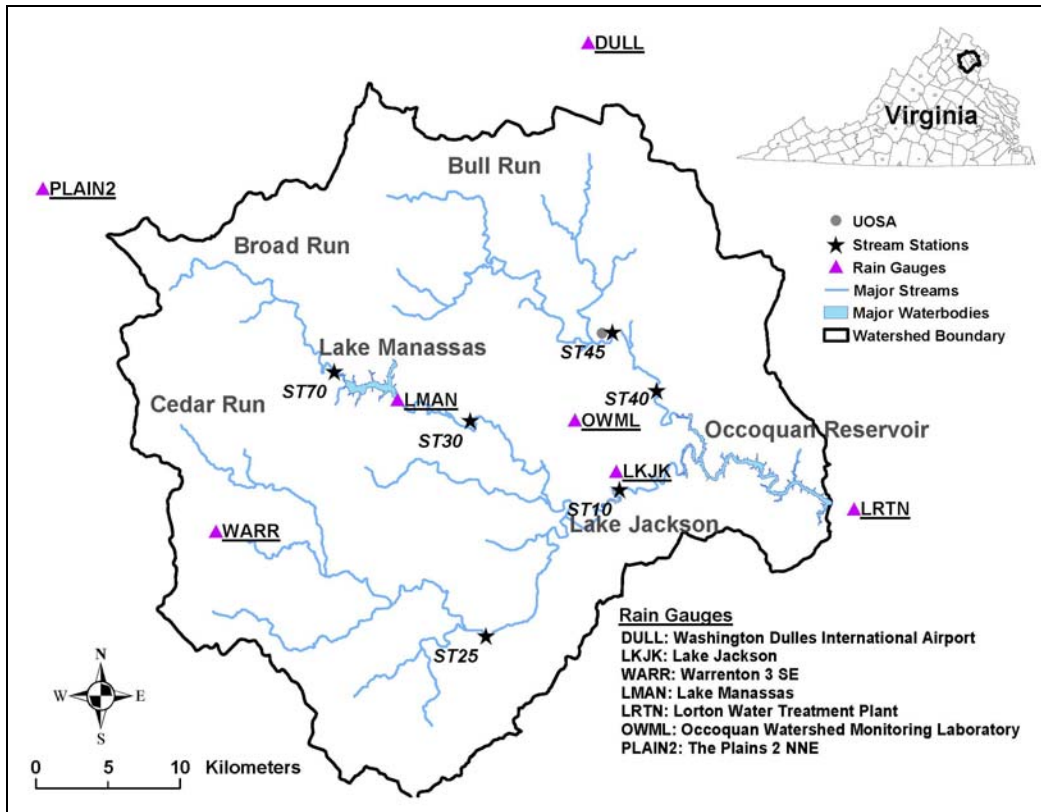 DULL
Virginia
Bull Run
PLAIN2
UOSA
Stream Stations
Rain Gauges
Major Streams
Major Waterbodies
Watershed Boundary
Broad Run
Lake Manassas
ST45
ST70
LMAN
Cedar Run
ST40
ST30
OWML
Occoquan Reservoir
LKJK
ST10
LRTN
Lake Jackson
WARR
ST25
Rain Gauges
DULL: Washington Dulles International Airport
LKJK: Lake Jackson
WARR: Warrenton 3 SE
LMAN: Lake Manassas
LRTN: Lorton Water Treatment Plant
OWML: Occoquan Watershed Monitoring Laboratory
PLAIN2: The Plains 2 NNE
N
W E
S
0 5 10 Kilometers